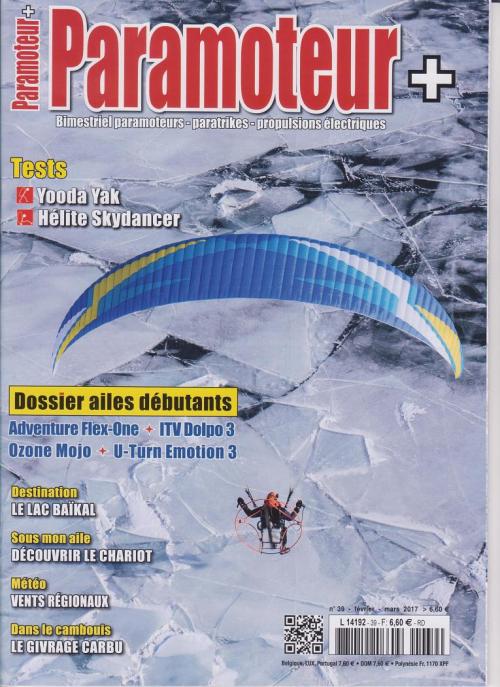 Paramoteur+
Paramoteur+
Bimestriel paramoteurs - paratrikes - propulsions électriques
Tests
Yooda Yak
Hélite Skydancer
Dossier ailes débutants
Adventure Flex-One + ITV Dolpo 3
Ozone Mojo + U-Turn Emotion 3
Destination
LE LAC BAÏKAL
Sous mon aile
DÉCOUVRIR LE CHARIOT
Météo
VENTS RÉGIONAUX
Dans le cambouis
LE GIVRAGE CARBU
n° 39 - février - mars 2017 > 6,60 €
L 14192 - 39 - F: 6,60 € - RD
Belgique/LUX, Portugal 7,60 € • DOM 7,60 € • Polynésie Fr. 1170 XPF